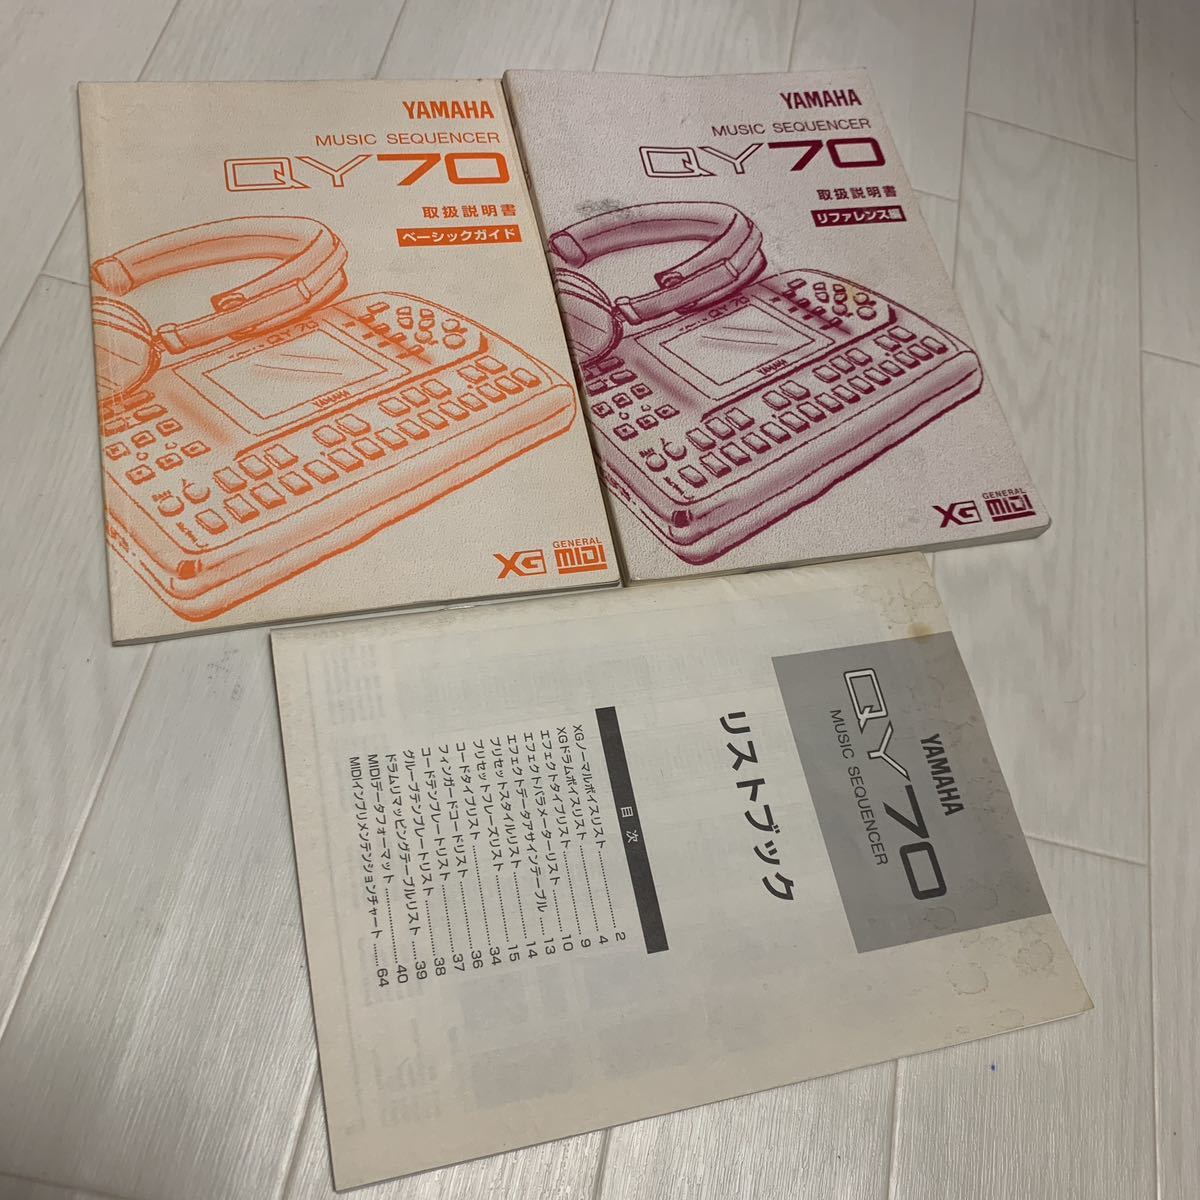 YAMAHA
MUSIC SEQUENCER
QY70
取扱説明書
ベーシックガイド
QY70
YAMAHA
XG
GENERAL
MIDI
YAMAHA
MUSIC SEQUENCER
QY70
取扱説明書
リファレンス編
QY70
YAMAHA
XG
GENERAL
MIDI
YAMAHA
QY70
MUSIC SEQUENCER
リストブック
目次
XGノーマルボイスリスト 2
XGドラムボイスリスト 4
エフェクトタイプリスト 9
エフェクトパラメーターリスト 10
エフェクトデータアサインテーブル 13
プリセットスタイルリスト 14
プリセットフレーズリスト 15
コードタイプリスト 34
フィンガードコードリスト 36
コードテンプレートリスト 37
グルーブテンプレートリスト 38
ドラムリマッピングテーブルリスト 39
MIDIデータフォーマット 40
MIDIインプリメンテションチャート 64